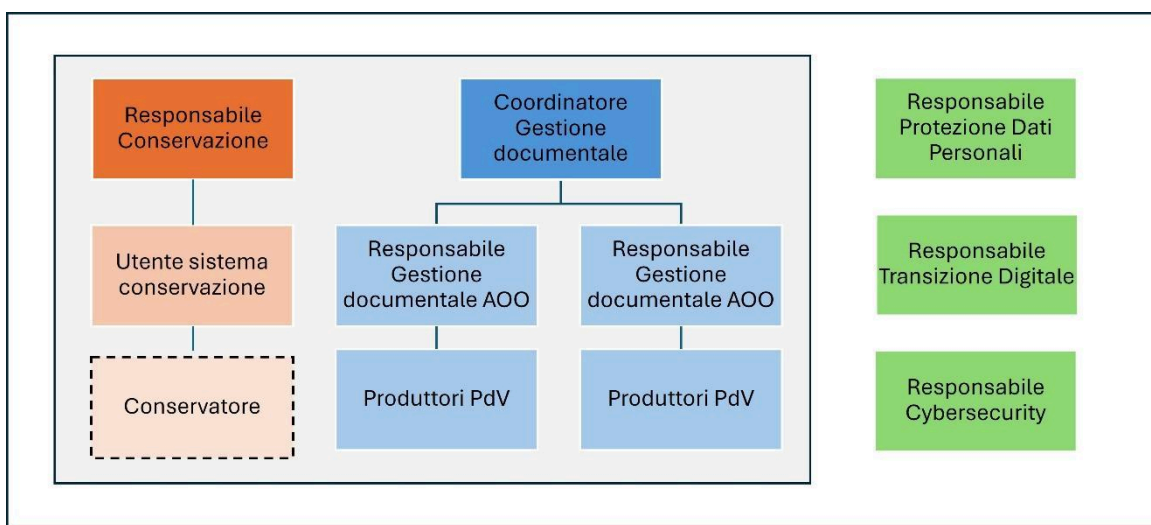 Responsabile
Conservazione
Coordinatore
Gestione
documentale
Responsabile
Protezione Dati
Personali
Utente sistema
conservazione
Responsabile
Gestione
documentale AOO
Responsabile
Gestione
documentale AOO
Responsabile
Transizione Digitale
Conservatore
Produttori PdV
Produttori PdV
Responsabile
Cybersecurity